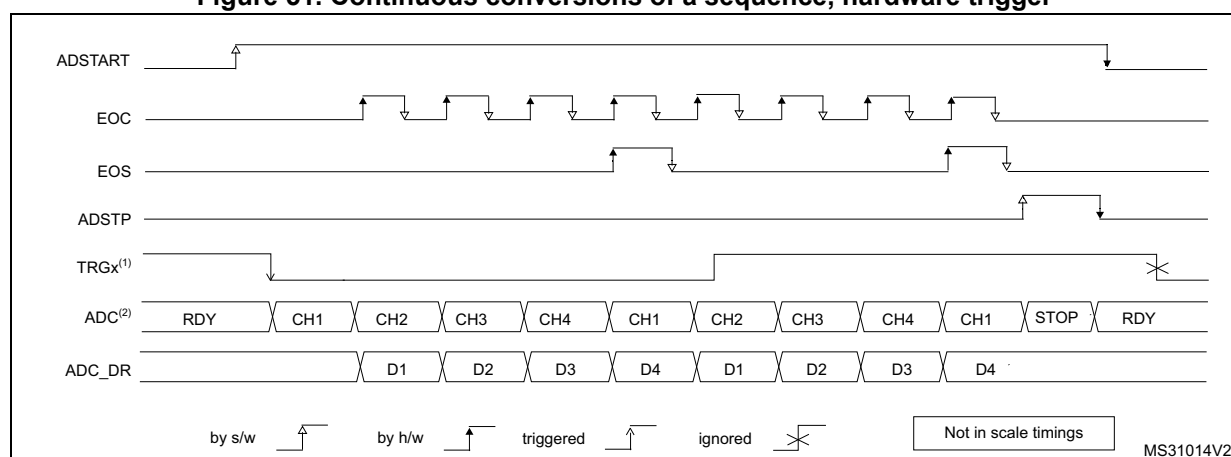 Figure 61. Continuous conversions of a sequence, hardware trigger
ADSTART
EOC
EOS
ADSTP
TRGx(1)
ADC(2) RDY CH1 CH2 CH3 CH4 CH1 CH2 CH3 CH4 CH1 STOP RDY
ADC_DR D1 D2 D3 D4 D1 D2 D3 D4
by s/w by h/w triggered ignored Not in scale timings
MS31014V2